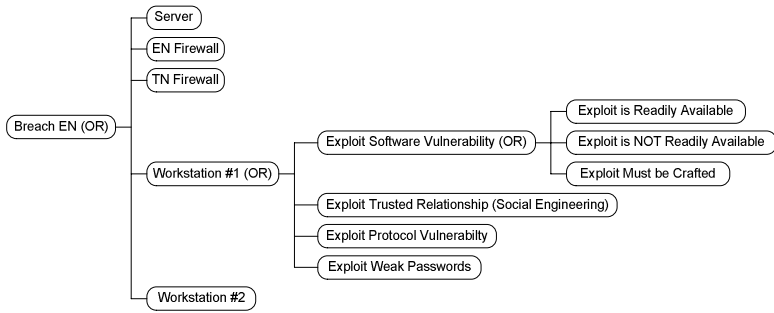 Server
EN Firewall
TN Firewall
Breach EN (OR)
Workstation #1 (OR)
Workstation #2
Exploit Software Vulnerability (OR)
Exploit Trusted Relationship (Social Engineering)
Exploit Protocol Vulnerabilty
Exploit Weak Passwords
Exploit is Readily Available
Exploit is NOT Readily Available
Exploit Must be Crafted